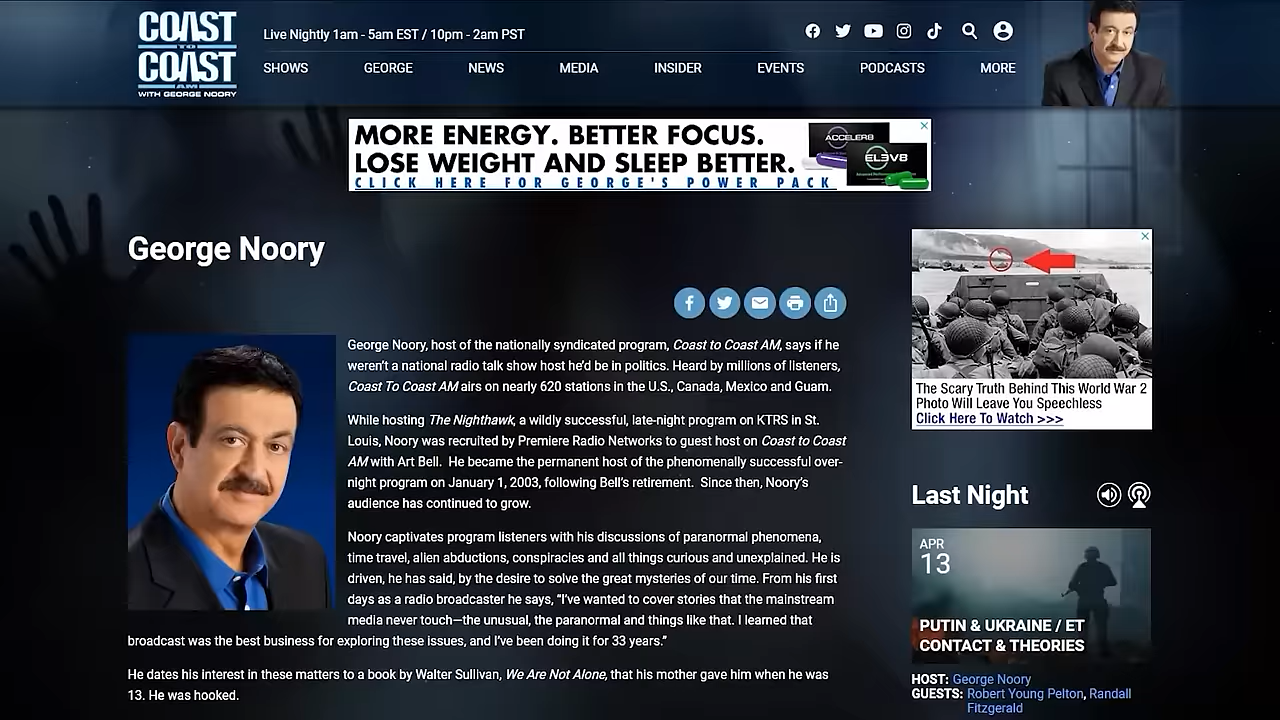 COAST
TO
COAST
AM
WITH GEORGE NOORY
Live Nightly 1am - 5am EST / 10pm - 2am PST
SHOWS GEORGE NEWS MEDIA INSIDER EVENTS PODCASTS MORE
MORE ENERGY. BETTER FOCUS.
LOSE WEIGHT AND SLEEP BETTER.
CLICK HERE FOR GEORGE'S POWER PACK
ACCELER8
EL3V8
George Noory
George Noory, host of the nationally syndicated program, Coast to Coast AM, says if he
weren't a national radio talk show host he'd be in politics. Heard by millions of listeners,
Coast To Coast AM airs on nearly 620 stations in the U.S., Canada, Mexico and Guam.
While hosting The Nighthawk, a wildly successful, late-night program on KTRS in St.
Louis, Noory was recruited by Premiere Radio Networks to guest host on Coast to Coast
AM with Art Bell. He became the permanent host of the phenomenally successful over-
night program on January 1, 2003, following Bell's retirement. Since then, Noory's
audience has continued to grow.
Noory captivates program listeners with his discussions of paranormal phenomena,
time travel, alien abductions, conspiracies and all things curious and unexplained. He is
driven, he has said, by the desire to solve the great mysteries of our time. From his first
days as a radio broadcaster he says, “I've wanted to cover stories that the mainstream
media never touch—the unusual, the paranormal and things like that. I learned that
broadcast was the best business for exploring these issues, and I've been doing it for 33 years.”
He dates his interest in these matters to a book by Walter Sullivan, We Are Not Alone, that his mother gave him when he was
13. He was hooked.
The Scary Truth Behind This World War 2
Photo Will Leave You Speechless
Click Here To Watch >>>
Last Night
APR
13
PUTIN & UKRAINE / ET
CONTACT & THEORIES
HOST: George Noory
GUESTS: Robert Young Pelton, Randall
Fitzgerald